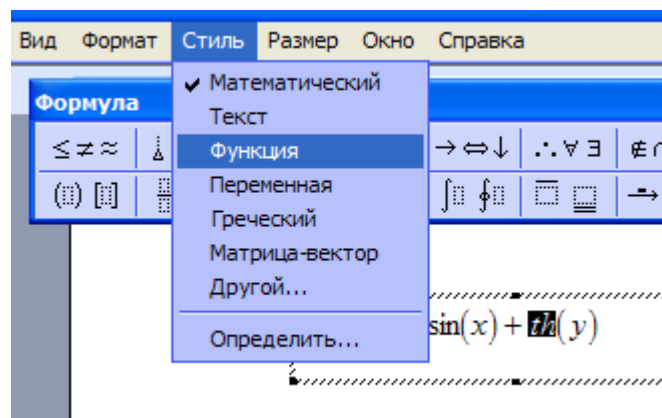 Вид Формат Стиль Размер Окно Справка
Математический
Формула
Текст
≤≠≈ →⇔↓ ∴∀∃ ∉∩
Функция
Переменная
Греческий
Матрица-вектор
Другой...
sin(x) + th(y)
Определить...